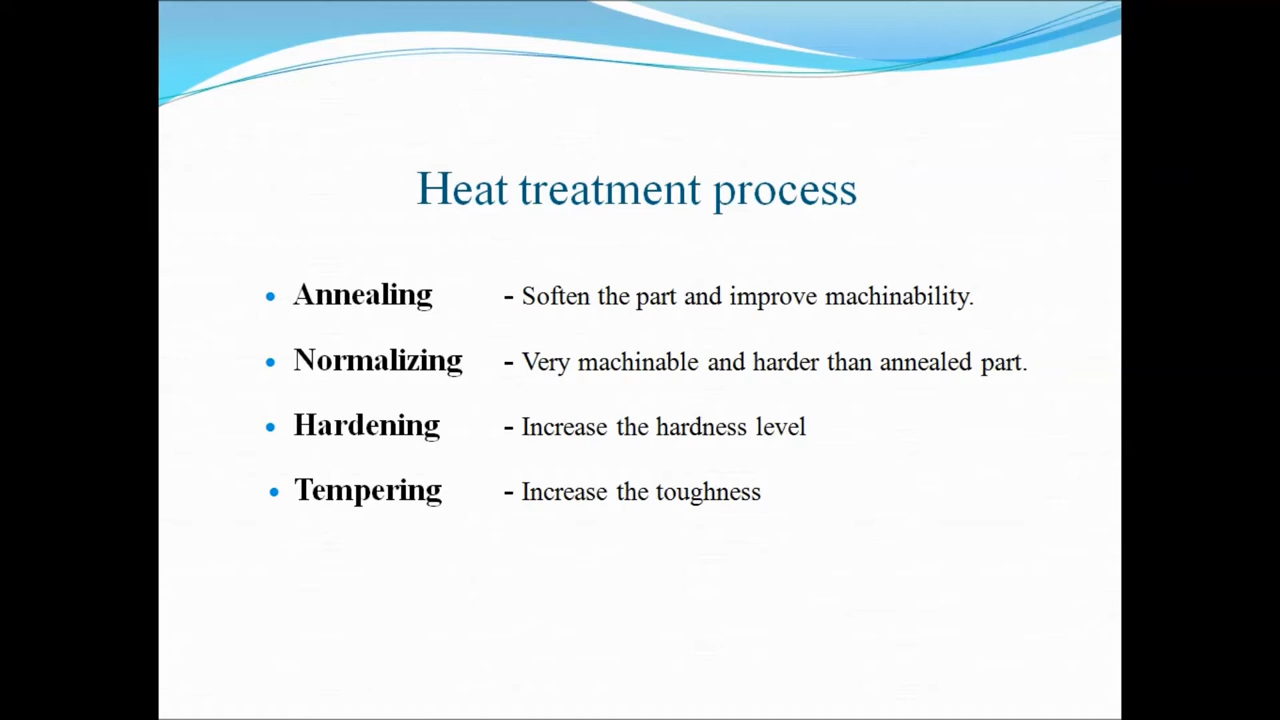 Heat treatment process
• Annealing - Soften the part and improve machinability.
• Normalizing - Very machinable and harder than annealed part.
• Hardening - Increase the hardness level
• Tempering - Increase the toughness